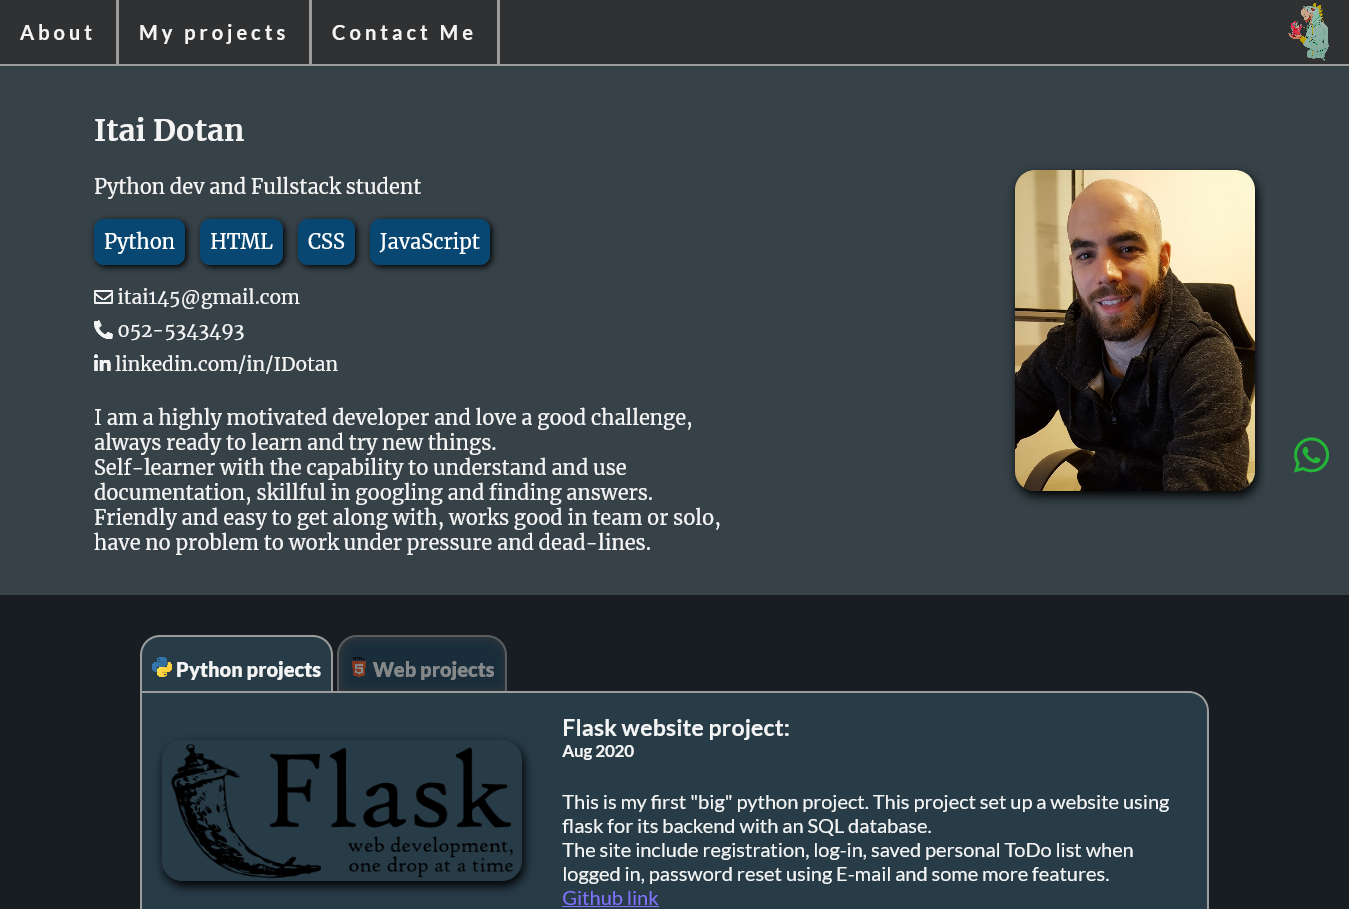 About
My projects
Contact Me
Itai Dotan
Python dev and Fullstack student
Python HTML CSS JavaScript
itai145@gmail.com
052-5343493
linkedin.com/in/IDotan
I am a highly motivated developer and love a good challenge,
always ready to learn and try new things.
Self-learner with the capability to understand and use
documentation, skillful in googling and finding answers.
Friendly and easy to get along with, works good in team or solo,
have no problem to work under pressure and dead-lines.
Python projects
Web projects
Flask
web development,
one drop at a time
Flask website project:
Aug 2020
This is my first "big" python project. This project set up a website using
flask for its backend with an SQL database.
The site include registration, log-in, saved personal ToDo list when
logged in, password reset using E-mail and some more features.
Github link